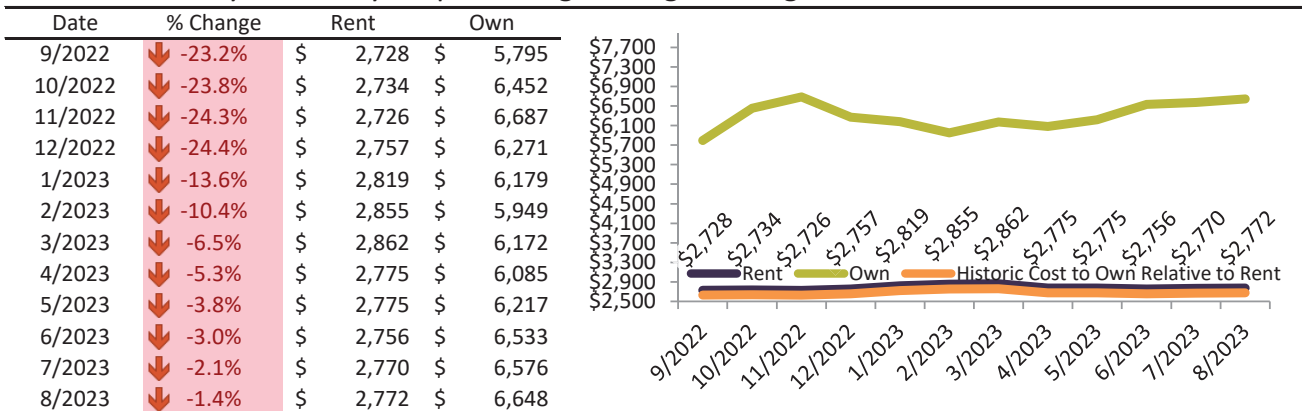 Date % Change Rent Own
9/2022 -23.2% $ 2,728 $ 5,795
10/2022 -23.8% $ 2,734 $ 6,452
11/2022 -24.3% $ 2,726 $ 6,687
12/2022 -24.4% $ 2,757 $ 6,271
1/2023 -13.6% $ 2,819 $ 6,179
2/2023 -10.4% $ 2,855 $ 5,949
3/2023 -6.5% $ 2,862 $ 6,172
4/2023 -5.3% $ 2,775 $ 6,085
5/2023 -3.8% $ 2,775 $ 6,217
6/2023 -3.0% $ 2,756 $ 6,533
7/2023 -2.1% $ 2,770 $ 6,576
8/2023 -1.4% $ 2,772 $ 6,648
$7,700
$7,300
$6,900
$6,500
$6,100
$5,700
$5,300
$4,900
$4,500
$4,100
$3,700
$3,300
$2,900
$2,500
$2,728 $2,734 $2,726 $2,757 $2,819 $2,855 $2,862 $2,775 $2,775 $2,756 $2,770 $2,772
Rent Own Historic Cost to Own Relative to Rent
9/2022 10/2022 11/2022 12/2022 1/2023 2/2023 3/2023 4/2023 5/2023 6/2023 7/2023 8/2023